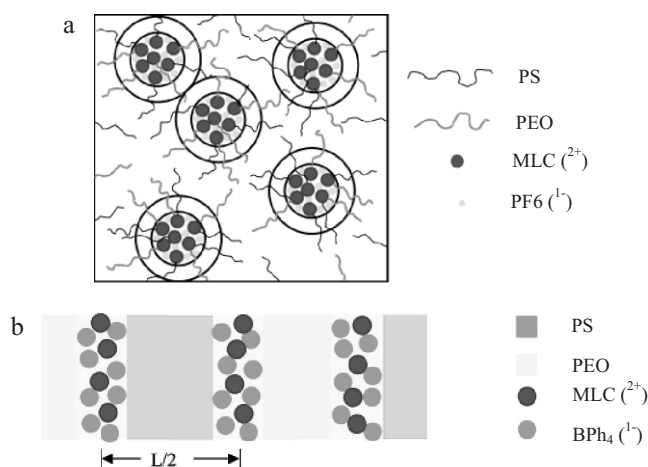 a
PS
PEO
MLC (2+)
PF6 (1-)
b
PS
PEO
MLC (2+)
BPh4 (1-)
L/2